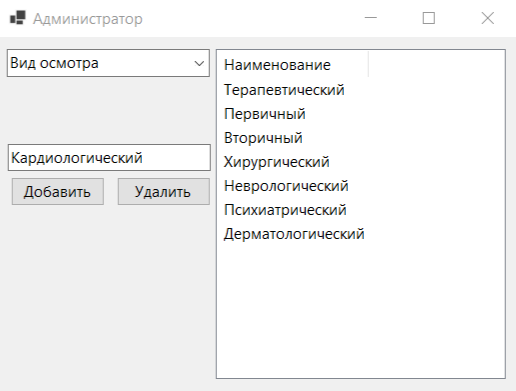 Администратор
Вид осмотра
Кардиологический
Добавить Удалить
Наименование
Терапевтический
Первичный
Вторичный
Хирургический
Неврологический
Психиатрический
Дерматологический